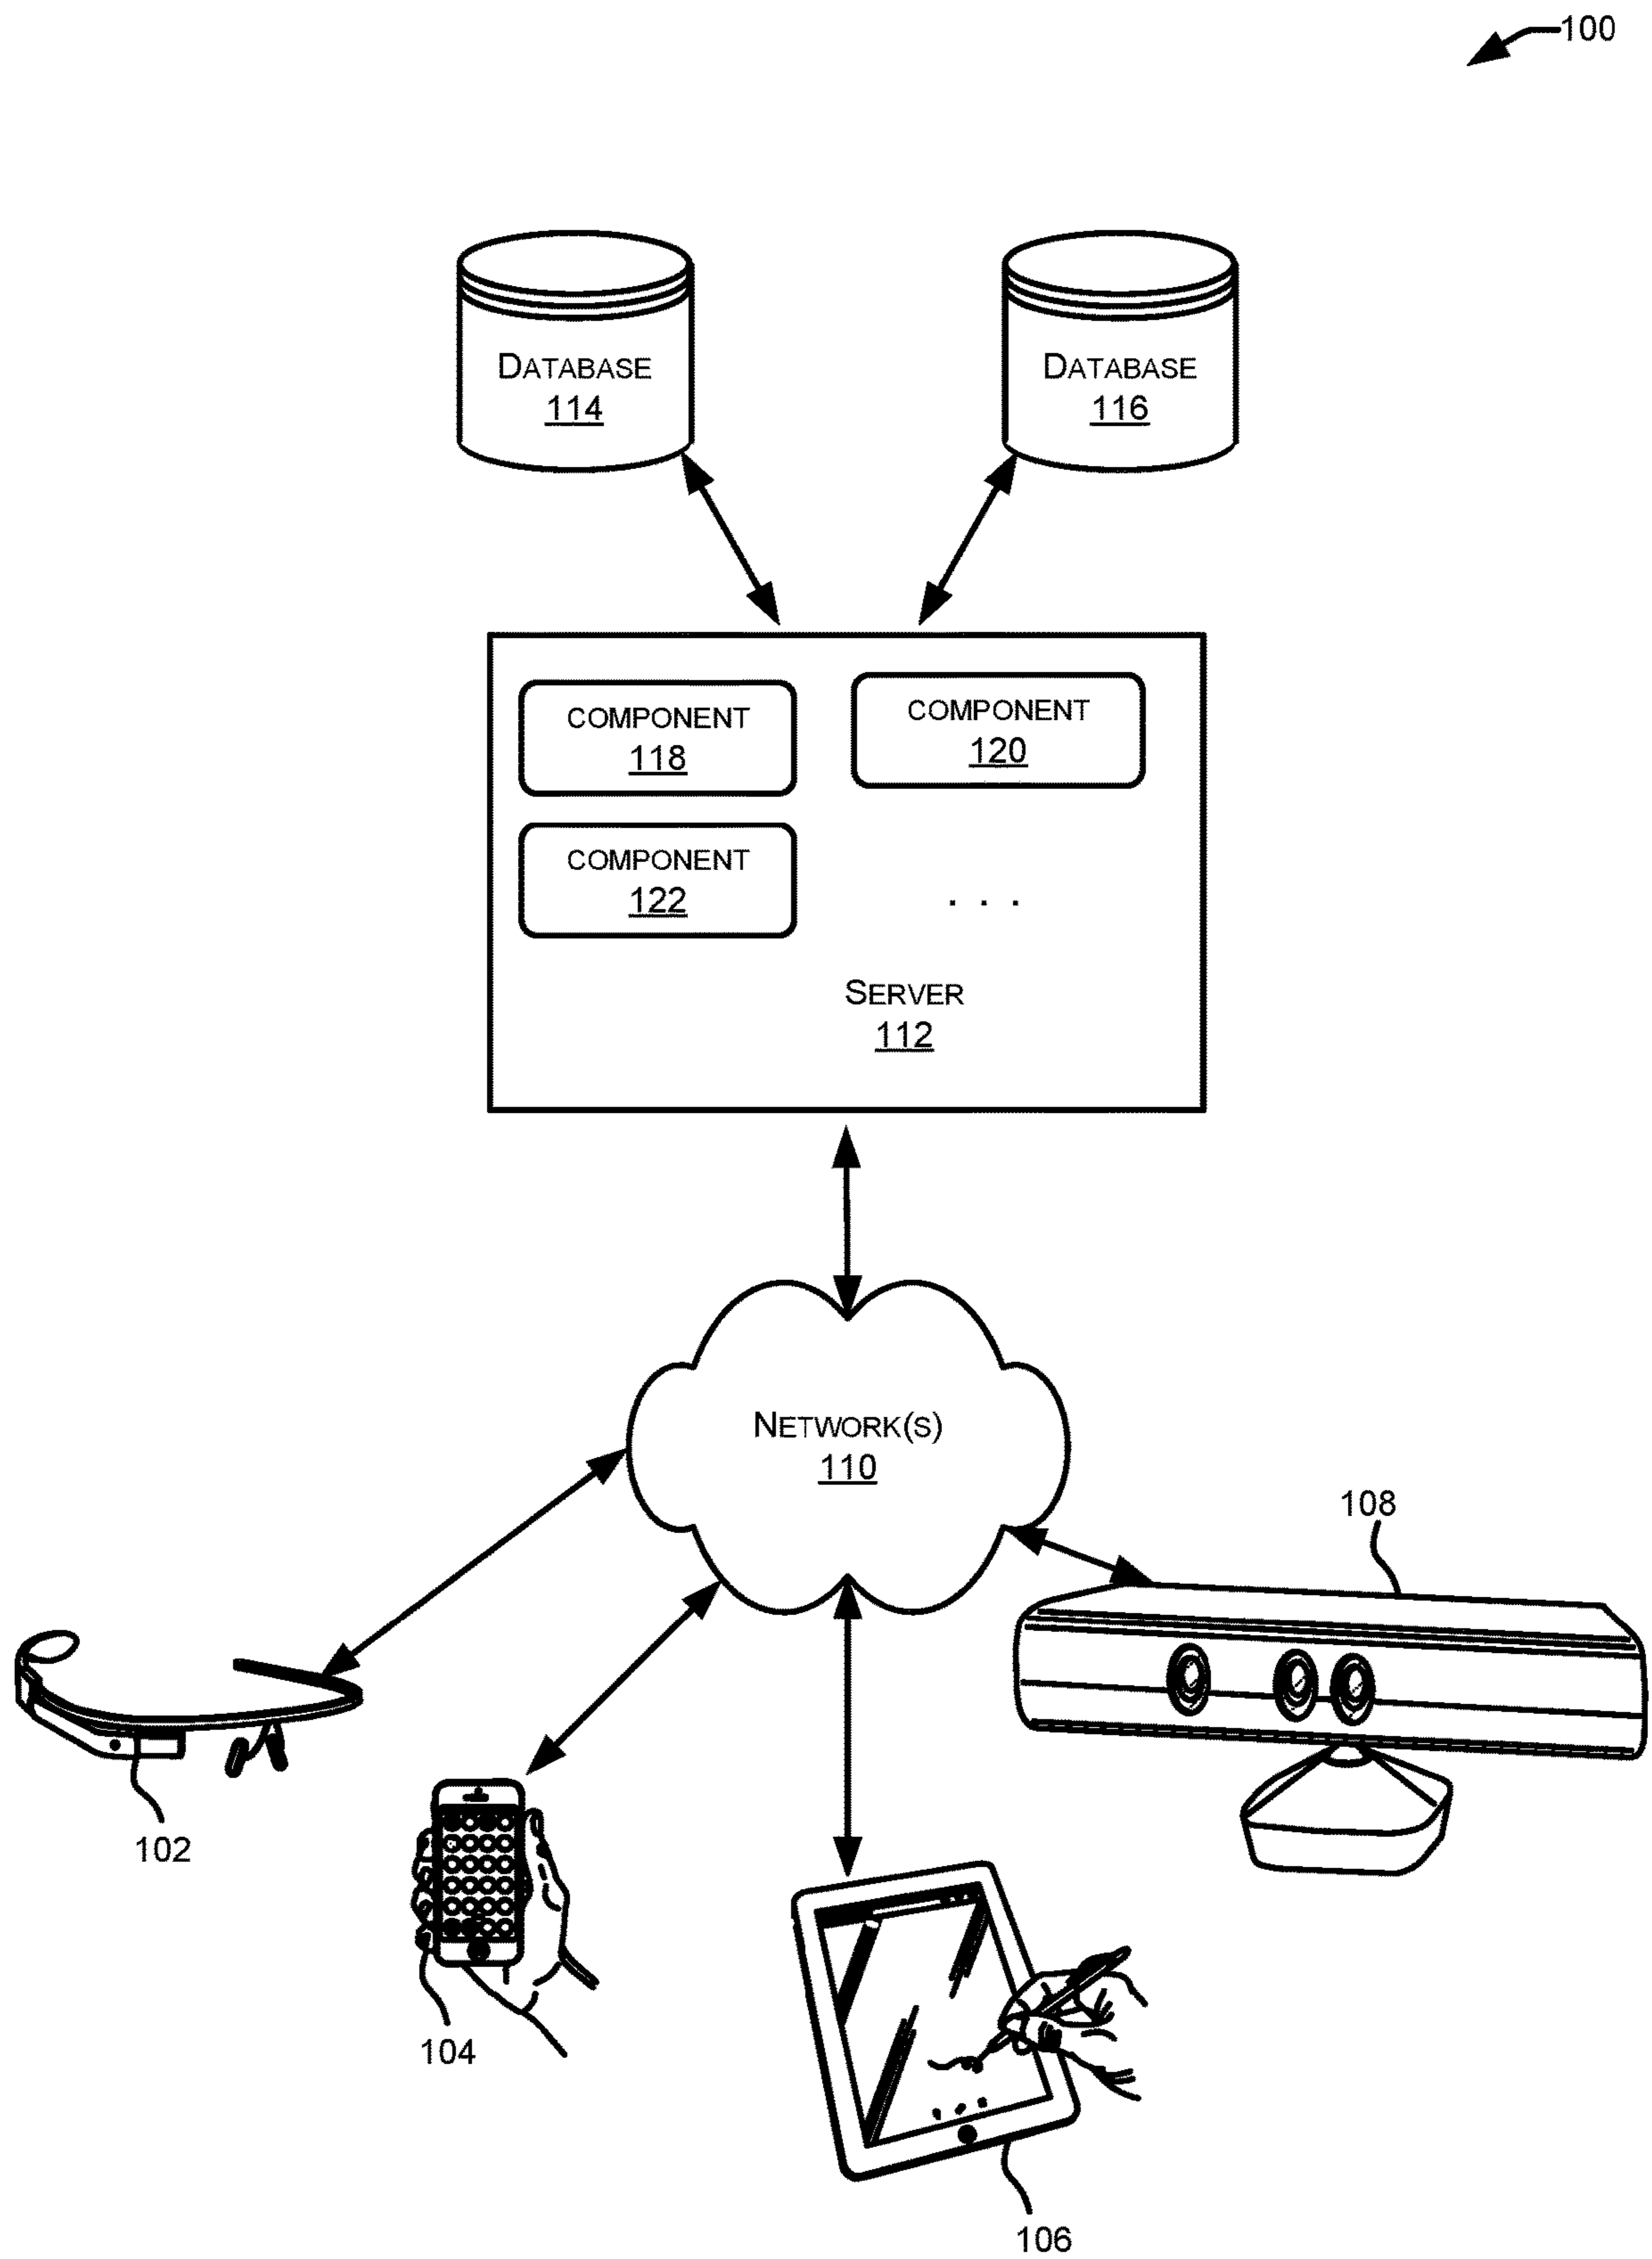 100
DATABASE
114
DATABASE
116
COMPONENT
118
COMPONENT
120
COMPONENT
122
. . .
SERVER
112
NETWORK(S)
110
108
102
104
106